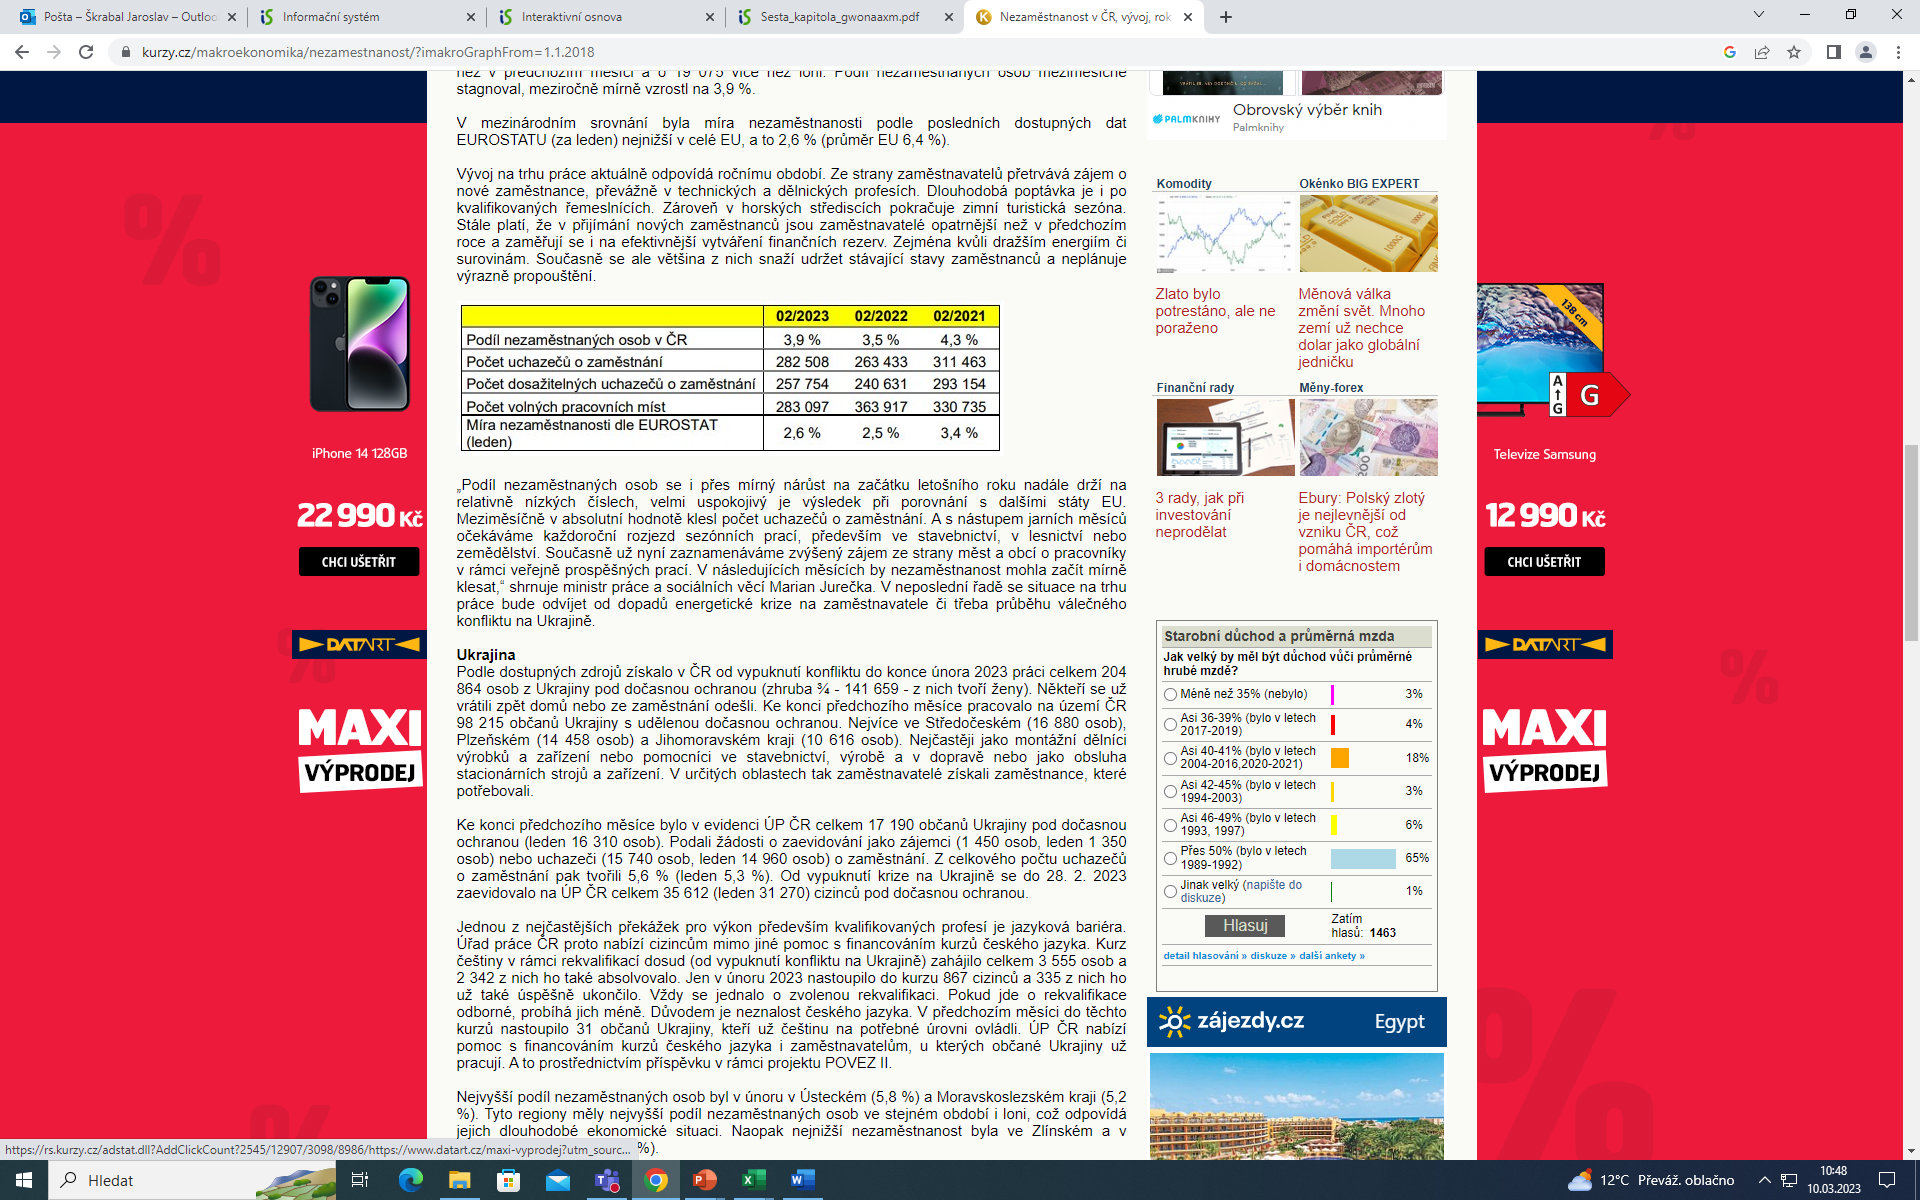 Pošta – Škrabal Jaroslav – Outlo
Informační systém
Interaktivní osnova
Sesta_kapitola_gwonaaxm.pdf
Nezaměstnanost v ČR, vývoj, rok
kurzy.cz/makroekonomika/nezamestnanost/?imakroGraphFrom=1.1.2018
než v předchozím měsíci a o 19 075 více než loni. Podíl nezaměstnaných osob meziměsíčně
stagnoval, meziročně mírně vzrostl na 3,9 %.
V mezinárodním srovnání byla míra nezaměstnanosti podle posledních dostupných dat
EUROSTATU (za leden) nejnižší v celé EU, a to 2,6 % (průměr EU 6,4 %).
Vývoj na trhu práce aktuálně odpovídá ročnímu období. Ze strany zaměstnavatelů přetrvává zájem o
nové zaměstnance, převážně v technických a dělnických profesích. Dlouhodobá poptávka je i po
kvalifikovaných řemeslnících. Zároveň v horských střediscích pokračuje zimní turistická sezóna.
Stále platí, že v přijímání nových zaměstnanců jsou zaměstnavatelé opatrnější než v předchozím
roce a zaměřují se i na efektivnější vytváření finančních rezerv. Zejména kvůli dražším energiím či
surovinám. Současně se ale většina z nich snaží udržet stávající stavy zaměstnanců a neplánuje
výrazně propouštění.
02/2023 02/2022 02/2021
Podíl nezaměstnaných osob v ČR 3,9 % 3,5 % 4,3 %
Počet uchazečů o zaměstnání 282 508 263 433 311 463
Počet dosažitelných uchazečů o zaměstnání 257 754 240 631 293 154
Počet volných pracovních míst 283 097 363 917 330 735
Míra nezaměstnanosti dle EUROSTAT
(leden) 2,6 % 2,5 % 3,4 %
„Podíl nezaměstnaných osob se i přes mírný nárůst na začátku letošního roku nadále drží na
relativně nízkých číslech, velmi uspokojivý je výsledek při porovnání s dalšími státy EU.
Meziměsíčně v absolutní hodnotě klesl počet uchazečů o zaměstnání. A s nástupem jarních měsíců
očekáváme každoroční rozjezd sezónních prací, především ve stavebnictví, v lesnictví nebo
zemědělství. Současně už nyní zaznamenáváme zvýšený zájem ze strany měst a obcí o pracovníky
v rámci veřejně prospěšných prací. V následujících měsících by nezaměstnanost mohla začít mírně
klesat,“ shrnuje ministr práce a sociálních věcí Marian Jurečka. V neposlední řadě se situace na trhu
práce bude odvíjet od dopadů energetické krize na zaměstnavatele či třeba průběhu válečného
konfliktu na Ukrajině.
Ukrajina
Podle dostupných zdrojů získalo v ČR od vypuknutí konfliktu do konce února 2023 práci celkem 204
864 osob z Ukrajiny pod dočasnou ochranou (zhruba ¾ - 141 659 - z nich tvoří ženy). Někteří se už
vrátili zpět domů nebo ze zaměstnání odešli. Ke konci předchozího měsíce pracovalo na území ČR
98 215 občanů Ukrajiny s udělenou dočasnou ochranou. Nejvíce ve Středočeském (16 880 osob),
Plzeňském (14 458 osob) a Jihomoravském kraji (10 616 osob). Nejčastěji jako montážní dělníci
výrobků a zařízení nebo pomocníci ve stavebnictví, výrobě a v dopravě nebo jako obsluha
stacionárních strojů a zařízení. V určitých oblastech tak zaměstnavatelé získali zaměstnance, které
potřebovali.
Ke konci předchozího měsíce bylo v evidenci ÚP ČR celkem 17 190 občanů Ukrajiny pod dočasnou
ochranou (leden 16 310 osob). Podali žádosti o zaevidování jako zájemci (1 450 osob, leden 1 350
osob) nebo uchazeči (15 740 osob, leden 14 960 osob) o zaměstnání. Z celkového počtu uchazečů
o zaměstnání pak tvořili 5,6 % (leden 5,3 %). Od vypuknutí krize na Ukrajině se do 28. 2. 2023
zaevidovalo na ÚP ČR celkem 35 612 (leden 31 270) cizinců pod dočasnou ochranou.
Jednou z nejčastějších překážek pro výkon především kvalifikovaných profesí je jazyková bariéra.
Úřad práce ČR proto nabízí cizincům mimo jiné pomoc s financováním kurzů českého jazyka. Kurz
češtiny v rámci rekvalifikací dosud (od vypuknutí konfliktu na Ukrajině) zahájilo celkem 3 555 osob a
2 342 z nich ho také absolvovalo. Jen v únoru 2023 nastoupilo do kurzu 867 cizinců a 335 z nich ho
už také úspěšně ukončilo. Vždy se jednalo o zvolenou rekvalifikaci. Pokud jde o rekvalifikace
odborné, probíhá jich méně. Důvodem je neznalost českého jazyka. V předchozím měsíci do těchto
kurzů nastoupilo 31 občanů Ukrajiny, kteří už češtinu na potřebné úrovni ovládli. ÚP ČR nabízí
pomoc s financováním kurzů českého jazyka i zaměstnavatelům, u kterých občané Ukrajiny už
pracují. A to prostřednictvím příspěvku v rámci projektu POVEZ II.
Nejvyšší podíl nezaměstnaných osob byl v únoru v Ústeckém (5,8 %) a Moravskoslezském kraji (5,2
%). Tyto regiony měly nejvyšší podíl nezaměstnaných osob ve stejném období i loni, což odpovídá
jejich dlouhodobé ekonomické situaci. Naopak nejnižší nezaměstnanost byla ve Zlínském a v
%).
https://rs.kurzy.cz/adstat.dll?AddClickCount?2545/12907/3098/8986/https://www.datart.cz/maxi-vyprodej?utm_sourc...
iPhone 14 128GB
22 990 Kč
CHCI UŠETŘIT
DATART
MAXI
VÝPRODEJ
PALMKNIHY
Obrovský výběr knih
Palmknihy
Komodity
Okénko BIG EXPERT
Zlato bylo
potrestáno, ale ne
poraženo
Měnová válka
změní svět. Mnoho
zemí už nechce
dolar jako globální
jedničku
Finanční rady
Měny-forex
3 rady, jak při
investování
neprodělat
Ebury: Polský zlotý
je nejlevnější od
vzniku ČR, což
pomáhá importérům
i domácnostem
Starobní důchod a průměrná mzda
Jak velký by měl být důchod vůči průměrné
hrubé mzdě?
Méně než 35% (nebylo) 3%
Asi 36-39% (bylo v letech
2017-2019) 4%
Asi 40-41% (bylo v letech
2004-2016,2020-2021) 18%
Asi 42-45% (bylo v letech
1994-2003) 3%
Asi 46-49% (bylo v letech
1993, 1997) 6%
Přes 50% (bylo v letech
1989-1992) 65%
Jinak velký (napište do
diskuze) 1%
Hlasuj
Zatím
hlasů: 1463
detail hlasování » diskuze » další ankety »
zájezdy.cz
Egypt
138 cm
A
G
G
Televize Samsung
12 990 Kč
CHCI UŠETŘIT
DATART
MAXI
VÝPRODEJ
Hledat
12°C Převáž. oblačno
10:48
10.03.2023